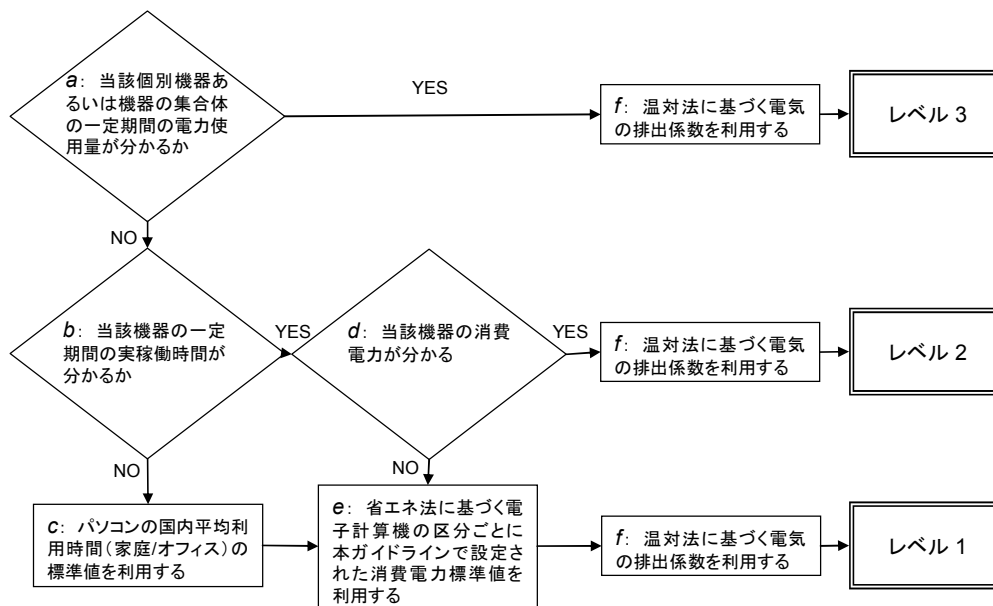 a: 当該個別機器あ
るいは機器の集合体
の一定期間の電力使
用量が分かるか
YES
f: 温対法に基づく電気
の排出係数を利用する
レベル 3
NO
b: 当該機器の一定
期間の実稼働時間が
分かるか
YES
d: 当該機器の消費
電力が分かる
YES
f: 温対法に基づく電気
の排出係数を利用する
レベル 2
NO
NO
c: パソコンの国内平均利
用時間(家庭/オフィス)の
標準値を利用する
e: 省エネ法に基づく電
子計算機の区分ごとに
本ガイドラインで設定され
た消費電力標準値を
利用する
f: 温対法に基づく電気
の排出係数を利用する
レベル 1